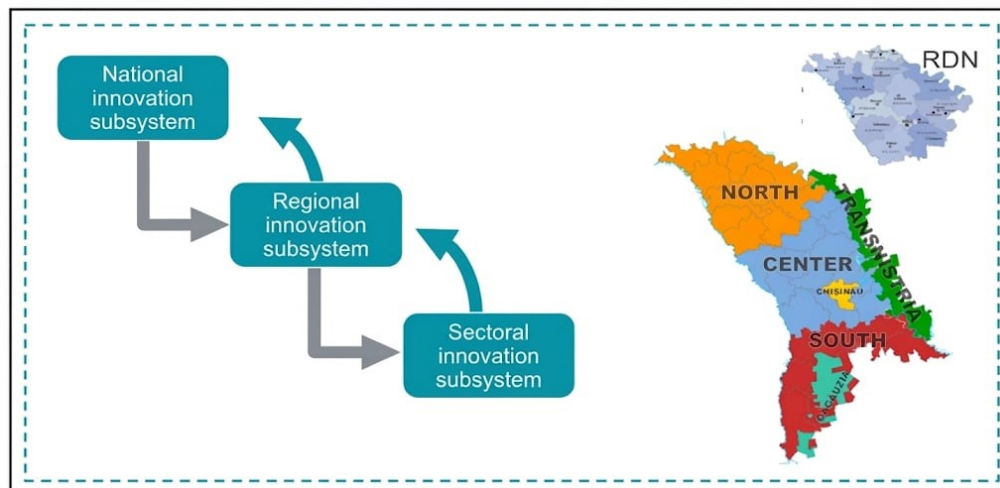 National
innovation
subsystem
Regional
innovation
subsystem
Sectoral
innovation
subsystem
RDN
NORTH
TRANSNISTRIA
CENTER
CHISINAU
SOUTH
GAGAUZIA